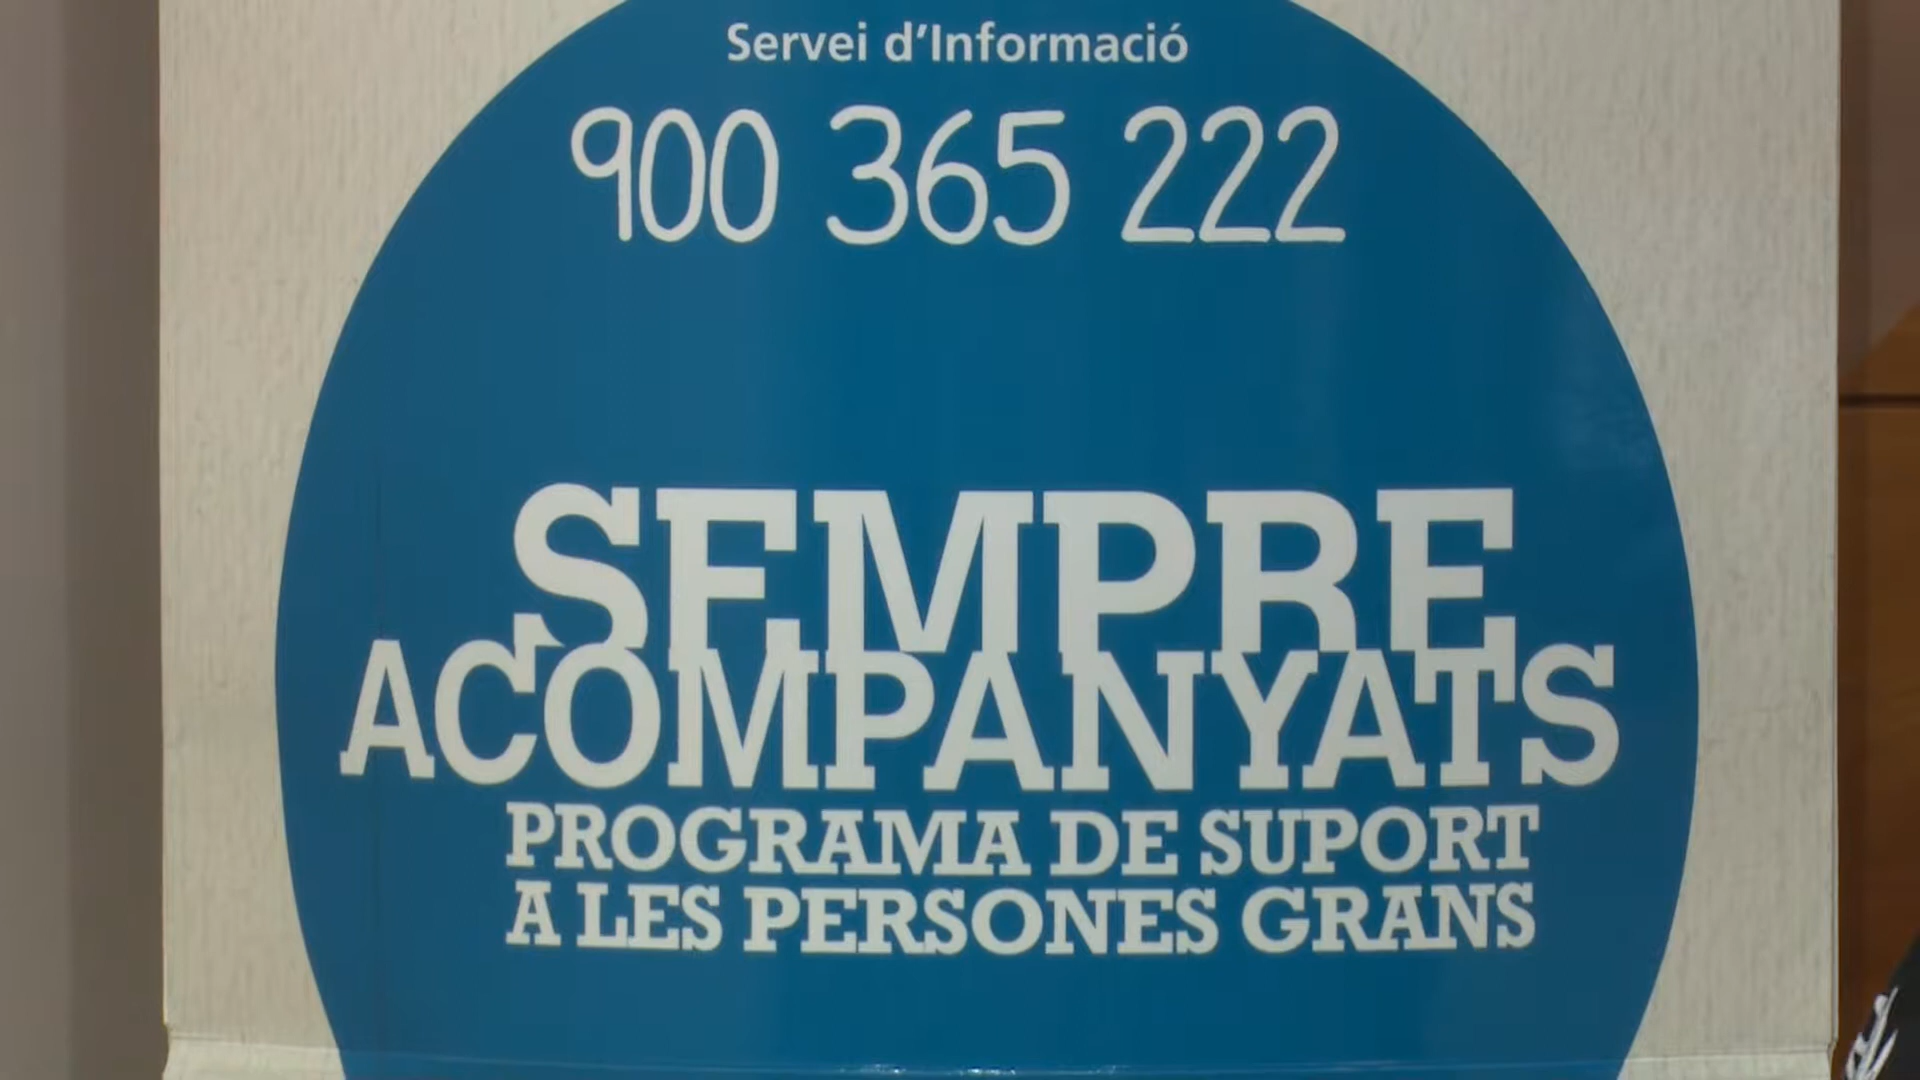 Servei d'Informació
900 365 222
SEMPRE
ACOMPANYATS
PROGRAMA DE SUPORT
A LES PERSONES GRANS